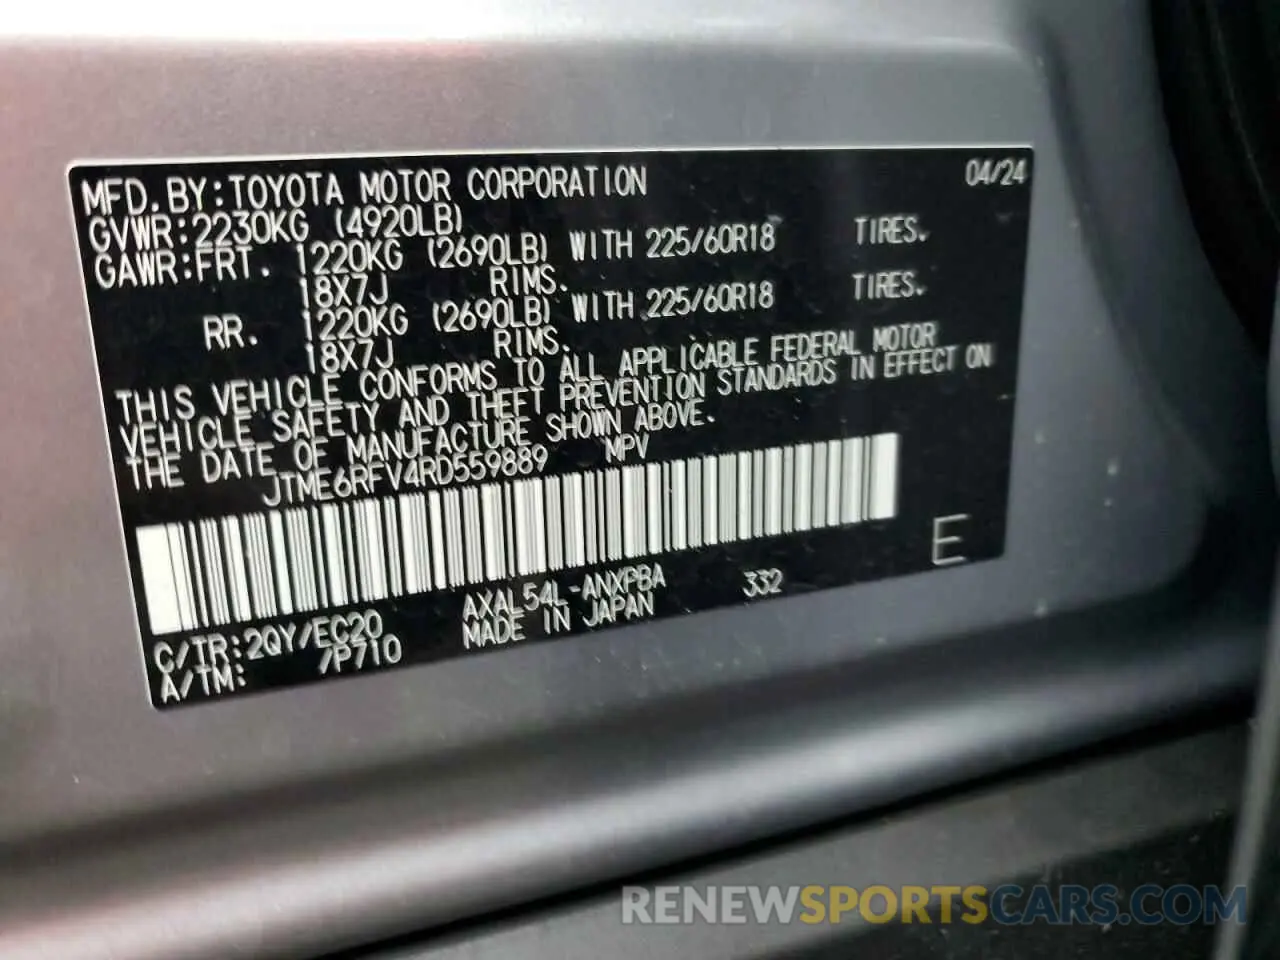 MFD. BY: TOYOTA MOTOR CORPORATION 04/24
GVWR: 2230KG (4920LB)
GAWR: FRT. 1220KG (2690LB) WITH 225/60R18 TIRES.
18X7J RIMS.
RR. 1220KG (2690LB) WITH 225/60R18 TIRES.
18X7J RIMS.
THIS VEHICLE CONFORMS TO ALL APPLICABLE FEDERAL MOTOR
VEHICLE SAFETY AND THEFT PREVENTION STANDARDS IN EFFECT ON
THE DATE OF MANUFACTURE SHOWN ABOVE.
JTME6RFV4RD559889 MPV
E
C/TR: 2QY/EC20 AXAL54L-ANXPBA 332
A/TM: /P710 MADE IN JAPAN
RENEWSPORTSCARS.COM